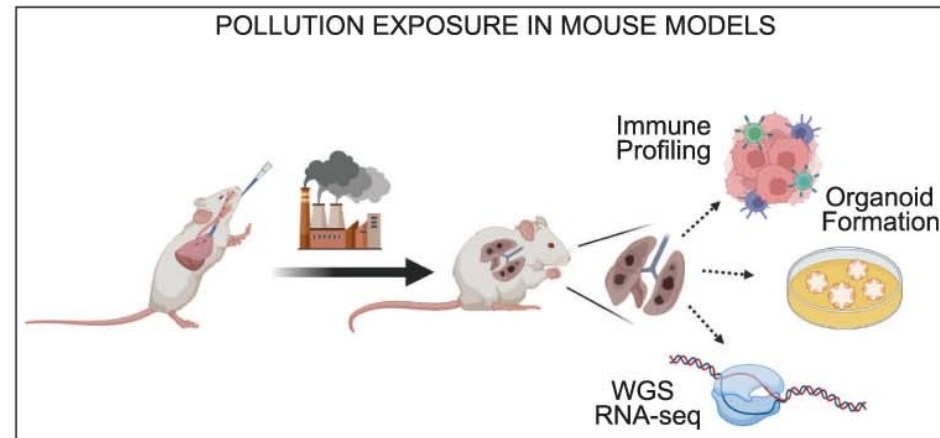 POLLUTION EXPOSURE IN MOUSE MODELS
Immune
Profiling
Organoid
Formation
WGS
RNA-seq